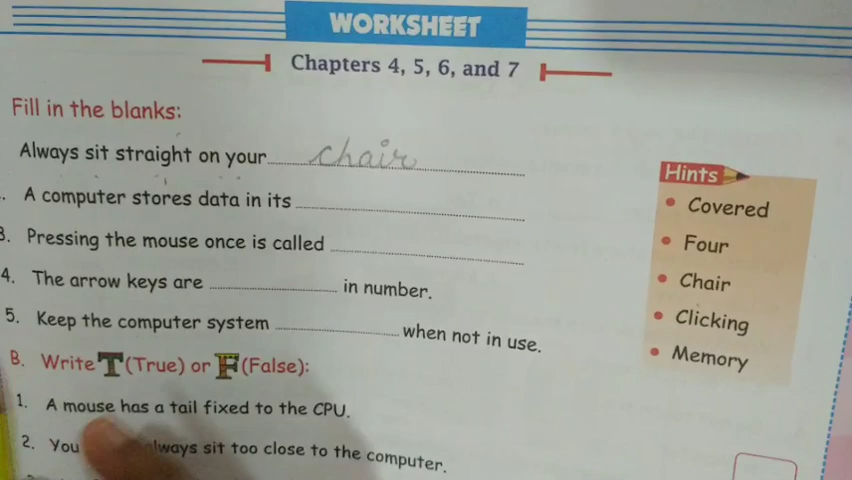 WORKSHEET
Chapters 4, 5, 6, and 7
Fill in the blanks:
Always sit straight on your chair
. A computer stores data in its
3. Pressing the mouse once is called
4. The arrow keys are in number.
5. Keep the computer system when not in use.
Hints
• Covered
• Four
• Chair
• Clicking
• Memory
B. Write T (True) or F (False):
1. A mouse has a tail fixed to the CPU.
2. You always sit too close to the computer.